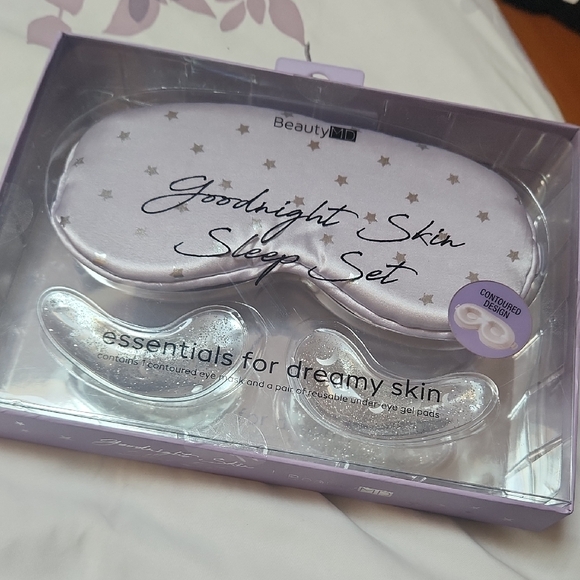 BeautyMD
Goodnight Skin
Sleep Set
CONTOURED
DESIGN
essentials for dreamy skin
contains 1 contoured eye mask and a pair of reusable under-eye gel pads
Goodnight Skin